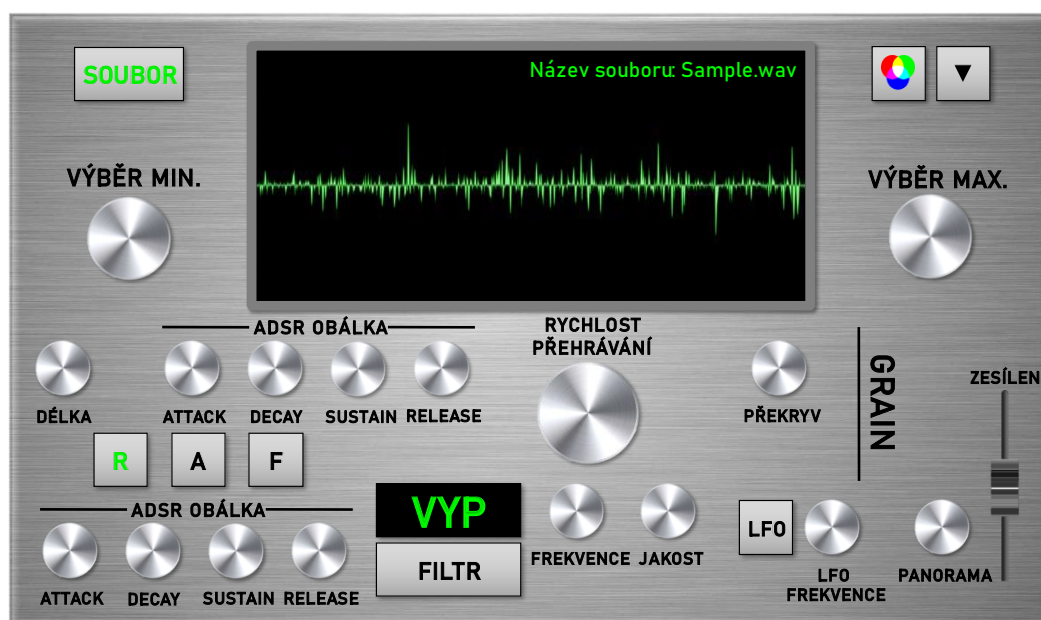 SOUBOR
Název souboru: Sample.wav
▼
VÝBĚR MIN.
VÝBĚR MAX.
ADSR OBÁLKA
RYCHLOST
PŘEHRÁVÁNÍ
GRAIN
ZESÍLEN
DÉLKA
ATTACK
DECAY
SUSTAIN
RELEASE
PŘEKRYV
R
A
F
ADSR OBÁLKA
VYP
FILTR
FREKVENCE
JAKOST
LFO
LFO
FREKVENCE
PANORAMA
ATTACK
DECAY
SUSTAIN
RELEASE